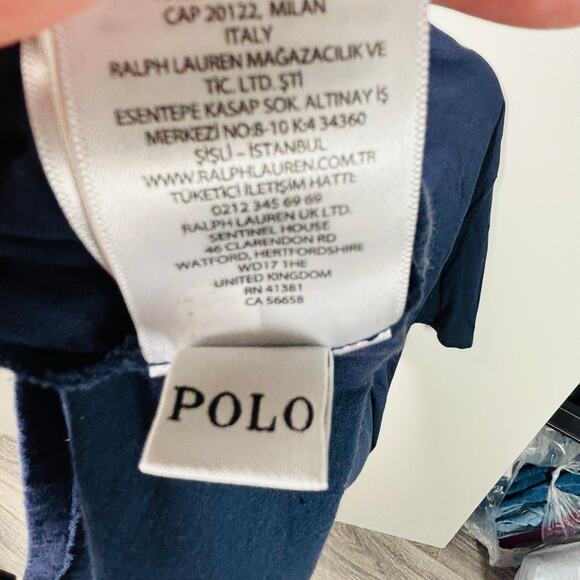 CAP 20122, MILAN
ITALY
RALPH LAUREN MAĞAZACILIK VE
TİC. LTD. ŞTİ
ESENTEPE KASAP SOK. ALTINAY İŞ
MERKEZİ NO:8-10 K:4 34360
ŞİŞLİ - İSTANBUL
WWW.RALPHLAUREN.COM.TR
TÜKETİCİ İLETİŞİM HATTI:
0212 345 69 69
RALPH LAUREN UK LTD.
SENTINEL HOUSE
46 CLARENDON RD
WATFORD, HERTFORDSHIRE
WD17 1HE
UNITED KINGDOM
RN 41381
CA 56658
POLO